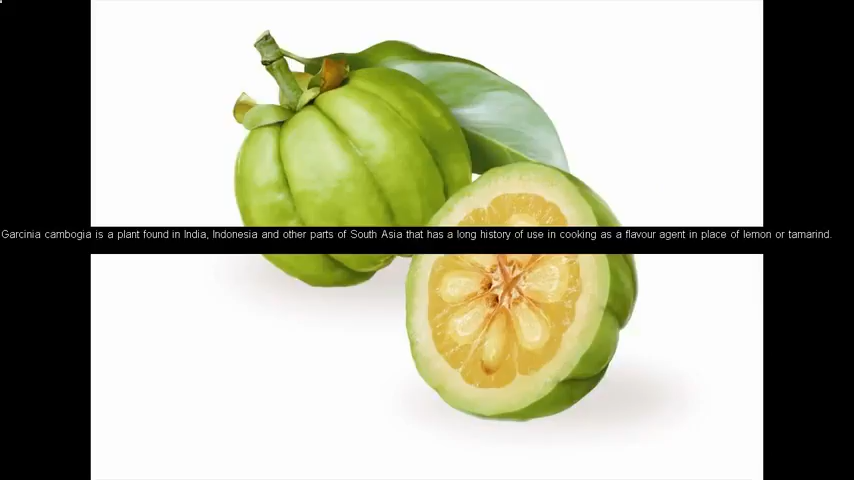 Garcinia cambogia is a plant found in India, Indonesia and other parts of South Asia that has a long history of use in cooking as a flavour agent in place of lemon or tamarind.